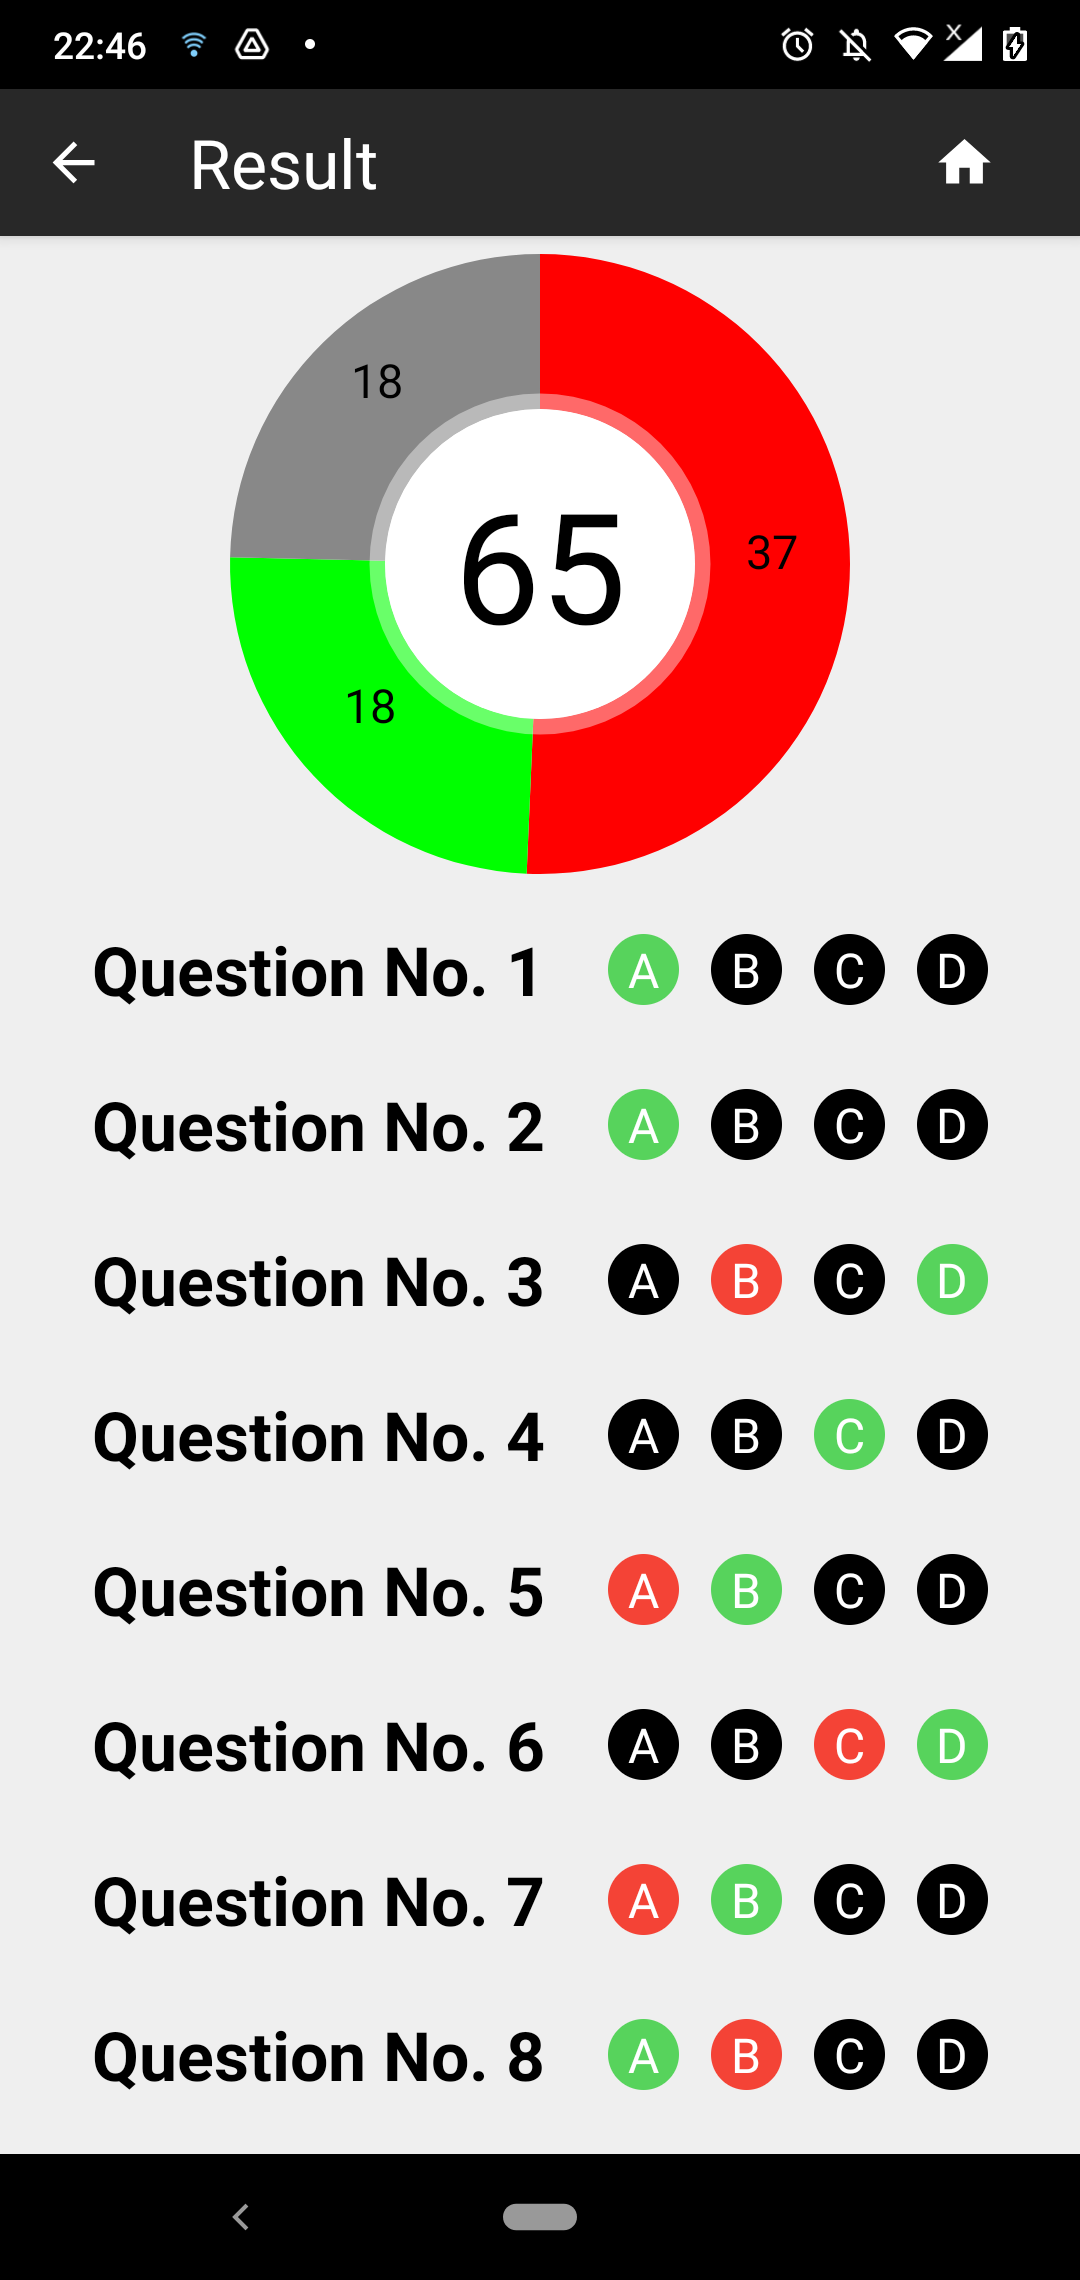 22:46
Result
18
37
65
18
Question No. 1 A B C D
Question No. 2 A B C D
Question No. 3 A B C D
Question No. 4 A B C D
Question No. 5 A B C D
Question No. 6 A B C D
Question No. 7 A B C D
Question No. 8 A B C D